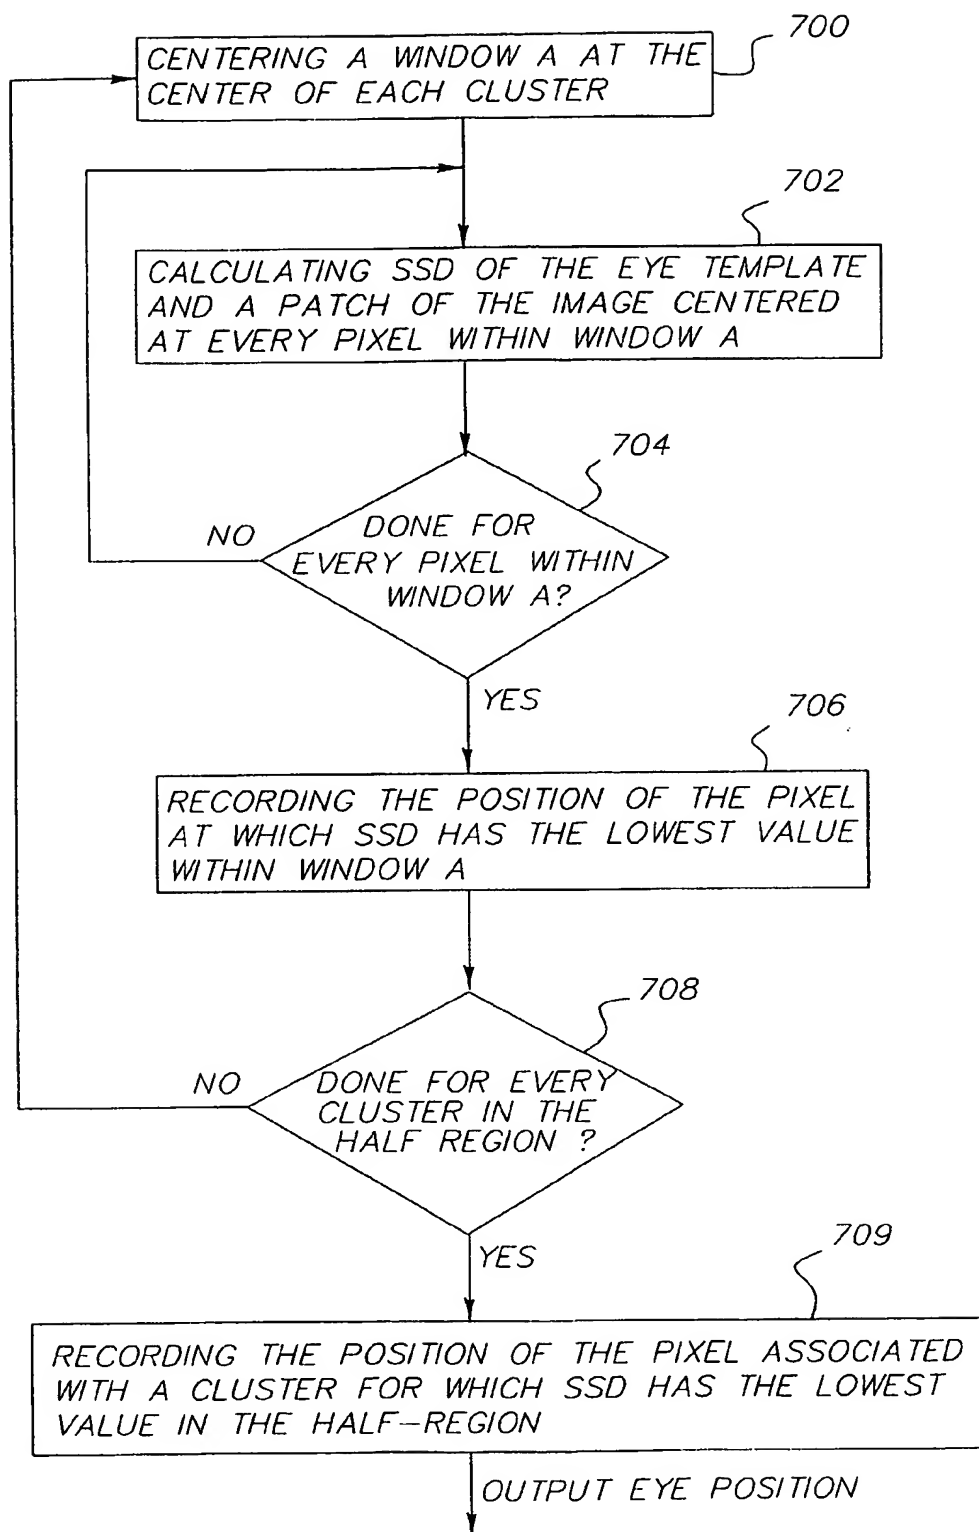 700
CENTERING A WINDOW A AT THE
CENTER OF EACH CLUSTER
702
CALCULATING SSD OF THE EYE TEMPLATE
AND A PATCH OF THE IMAGE CENTERED
AT EVERY PIXEL WITHIN WINDOW A
704
NO
DONE FOR
EVERY PIXEL WITHIN
WINDOW A?
YES
706
RECORDING THE POSITION OF THE PIXEL
AT WHICH SSD HAS THE LOWEST VALUE
WITHIN WINDOW A
708
NO
DONE FOR EVERY
CLUSTER IN THE
HALF REGION ?
YES
709
RECORDING THE POSITION OF THE PIXEL ASSOCIATED
WITH A CLUSTER FOR WHICH SSD HAS THE LOWEST
VALUE IN THE HALF-REGION
OUTPUT EYE POSITION